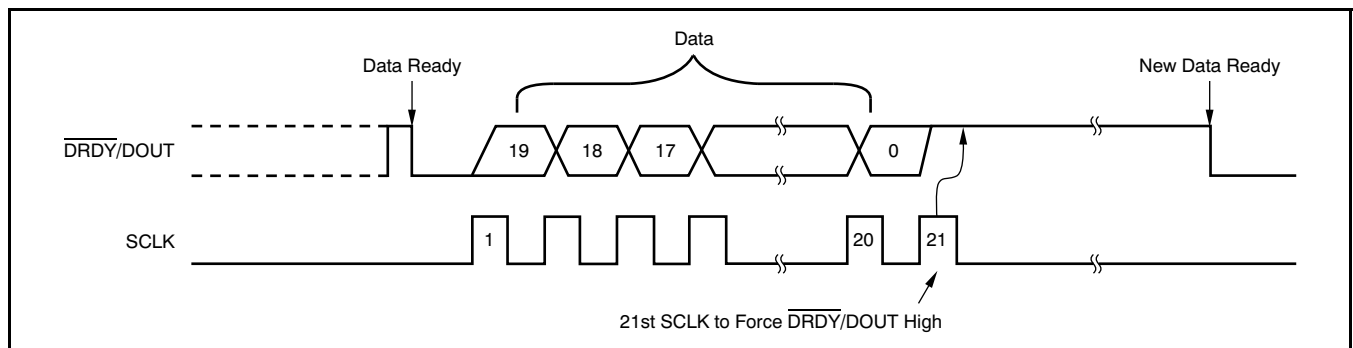 Data
Data Ready
New Data Ready
DRDY/DOUT
19
18
17
0
SCLK
1
20
21
21st SCLK to Force DRDY/DOUT High